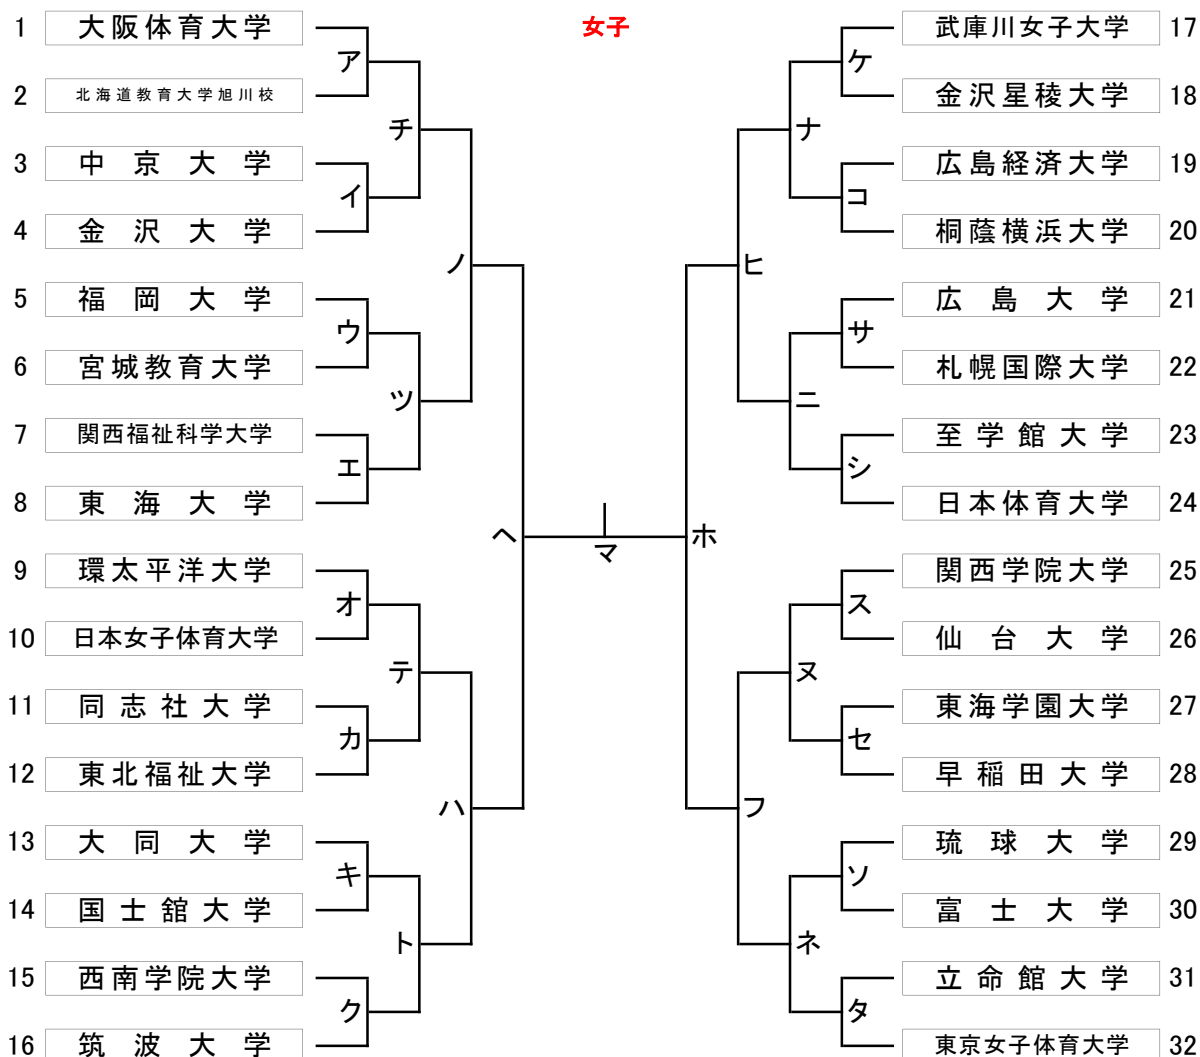 女子
1 大阪体育大学
ア
2 北海道教育大学旭川校
チ
3 中京大学
イ
4 金沢大学
ノ
5 福岡大学
ウ
6 宮城教育大学
ツ
7 関西福祉科学大学
エ
8 東海大学
ヘ
9 環太平洋大学
オ
10 日本女子体育大学
テ
11 同志社大学
カ
12 東北福祉大学
ハ
13 大同大学
キ
14 国士舘大学
ト
15 西南学院大学
ク
16 筑波大学
マ
武庫川女子大学 17
ケ
金沢星稜大学 18
ナ
広島経済大学 19
コ
桐蔭横浜大学 20
ヒ
広島大学 21
サ
札幌国際大学 22
ニ
至学館大学 23
シ
日本体育大学 24
ホ
関西学院大学 25
ス
仙台大学 26
ヌ
東海学園大学 27
セ
早稲田大学 28
フ
琉球大学 29
ソ
富士大学 30
ネ
立命館大学 31
タ
東京女子体育大学 32